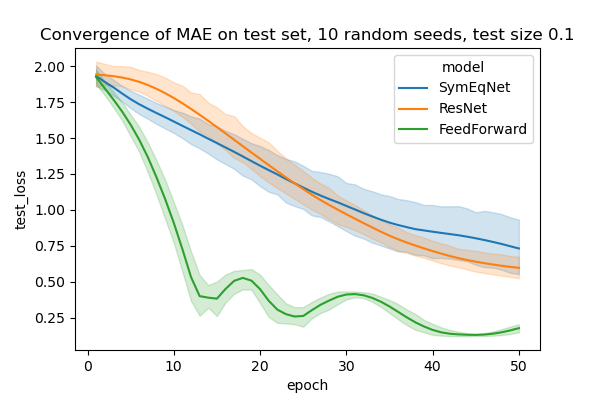 Convergence of MAE on test set, 10 random seeds, test size 0.1
model
SymEqNet
ResNet
FeedForward
test_loss
2.00
1.75
1.50
1.25
1.00
0.75
0.50
0.25
0 10 20 30 40 50
epoch